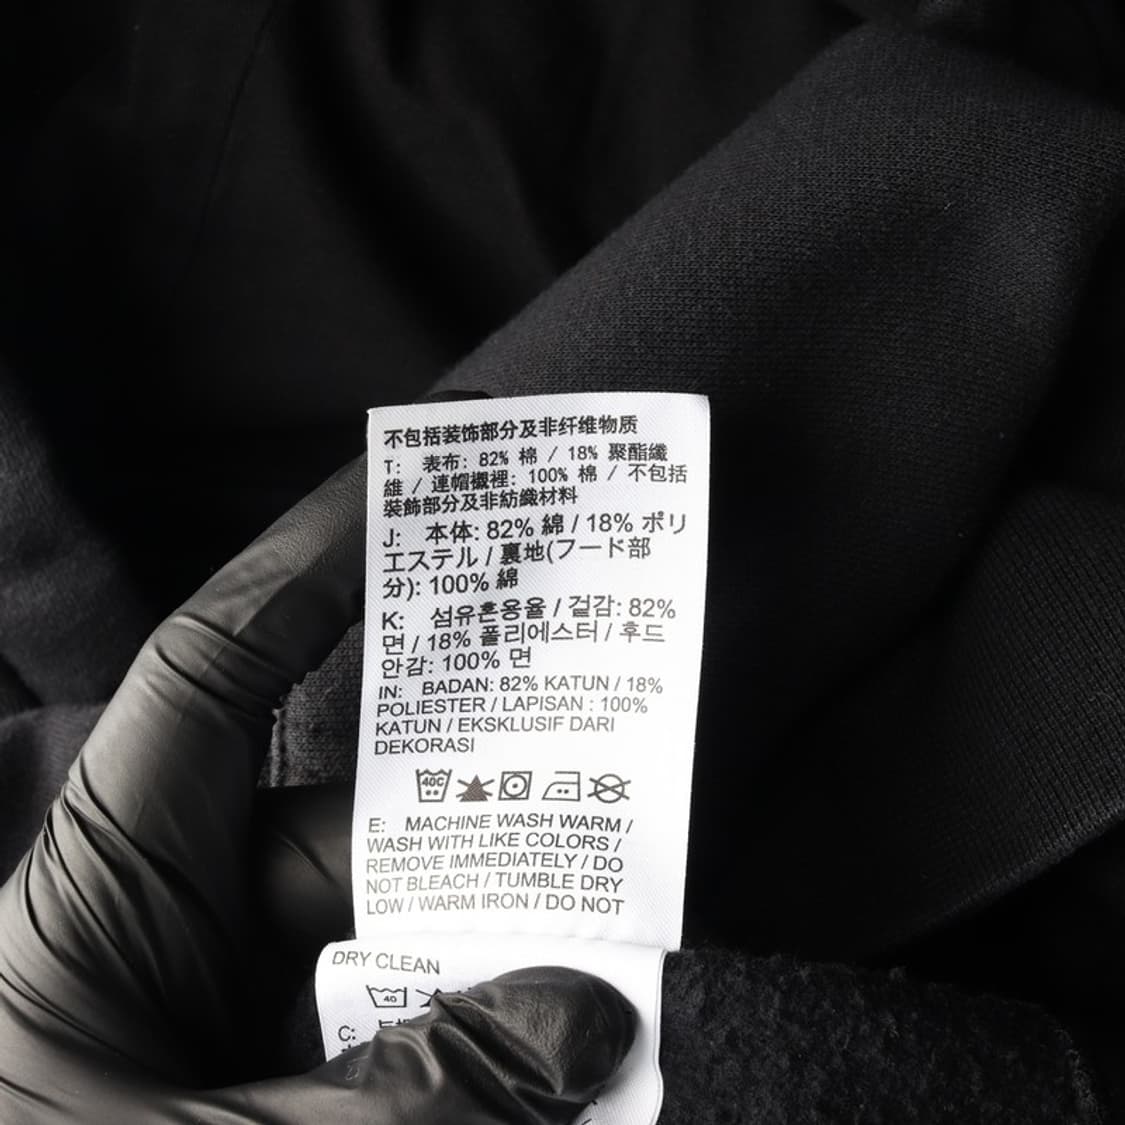 不包括装饰部分及非纤维物质
T: 表布: 82% 棉 / 18% 聚酯纖
維 / 連帽襯裡: 100% 棉 / 不包括
裝飾部分及非紡織材料
J: 本体: 82% 綿 / 18% ポリ
エステル / 裏地(フード部
分): 100% 綿
K: 섬유혼용율 / 겉감: 82%
면 / 18% 폴리에스터 / 후드
안감: 100% 면
IN: BADAN: 82% KATUN / 18%
POLIESTER / LAPISAN : 100%
KATUN / EKSKLUSIF DARI
DEKORASI
40C
E: MACHINE WASH WARM /
WASH WITH LIKE COLORS /
REMOVE IMMEDIATELY / DO
NOT BLEACH / TUMBLE DRY
LOW / WARM IRON / DO NOT
DRY CLEAN
40
C: